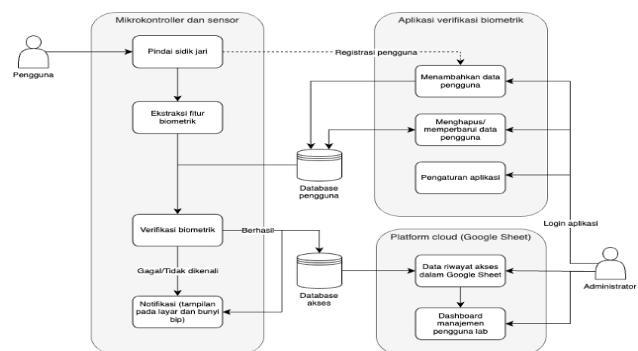 Mikrokontroller dan sensor
Aplikasi verifikasi biometrik
Pengguna
Pindai sidik jari
Registrasi pengguna
Menambahkan data
pengguna
Ekstraksi fitur
biometrik
Menghapus/
memperbarui data
pengguna
Database
pengguna
Pengaturan aplikasi
Verifikasi biometrik
Berhasil
Login aplikasi
Platform cloud (Google Sheet)
Gagal/Tidak dikenali
Database
akses
Data riwayat akses
dalam Google Sheet
Administrator
Notifikasi (tampilan
pada layar dan bunyi
bip)
Dashboard
manajemen
pengguna lab